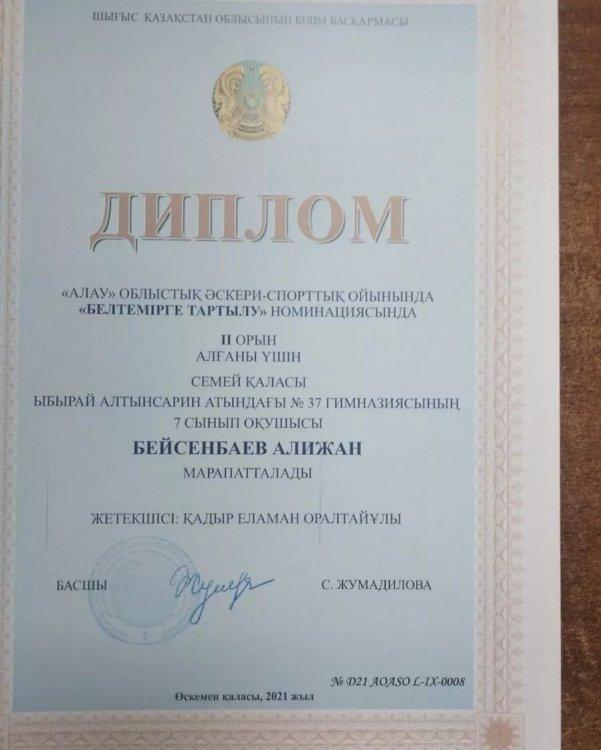 ШЫҒЫС ҚАЗАҚСТАН ОБЛЫСЫНЫҢ БІЛІМ БАСҚАРМАСЫ
ДИПЛОМ
«АЛАУ» ОБЛЫСТЫҚ ӘСКЕРИ-СПОРТТЫҚ ОЙЫНЫНДА
«БЕЛТЕМІРГЕ ТАРТЫЛУ» НОМИНАЦИЯСЫНДА
II ОРЫН
АЛҒАНЫ ҮШІН
СЕМЕЙ ҚАЛАСЫ
ЫБЫРАЙ АЛТЫНСАРИН АТЫНДАҒЫ № 37 ГИМНАЗИЯСЫНЫҢ
7 СЫНЫП ОҚУШЫСЫ
БЕЙСЕНБАЕВ АЛИЖАН
МАРАПАТТАЛАДЫ
ЖЕТЕКШІСІ: ҚАДЫР ЕЛАМАН ОРАЛТАЙҰЛЫ
БАСШЫ С. ЖУМАДИЛОВА
№ D21 AOASO L-IX-0008
Өскемен қаласы, 2021 жыл